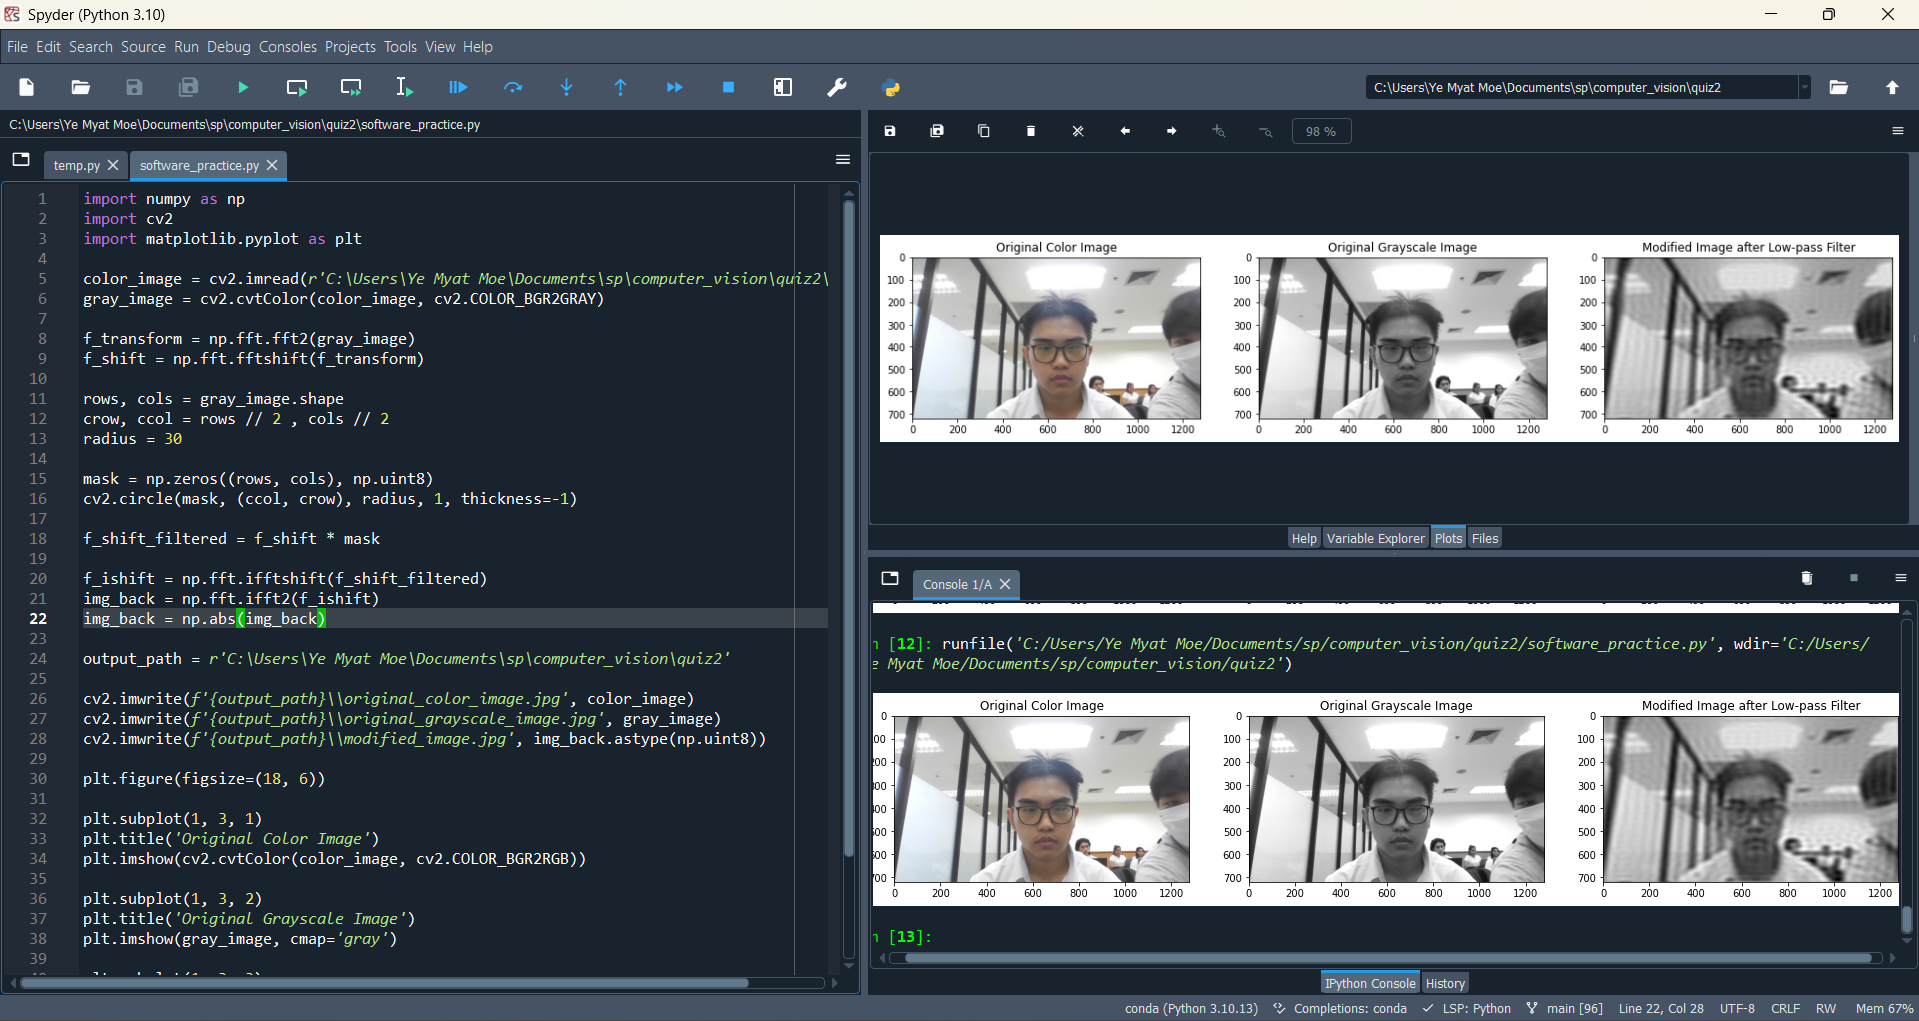 Spyder (Python 3.10)
File Edit Search Source Run Debug Consoles Projects Tools View Help
C:\Users\Ye Myat Moe\Documents\sp\computer_vision\quiz2
C:\Users\Ye Myat Moe\Documents\sp\computer_vision\quiz2\software_practice.py
temp.py
software_practice.py
1 import numpy as np
2 import cv2
3 import matplotlib.pyplot as plt
4
5 color_image = cv2.imread(r'C:\Users\Ye Myat Moe\Documents\sp\computer_vision\quiz2\
6 gray_image = cv2.cvtColor(color_image, cv2.COLOR_BGR2GRAY)
7
8 f_transform = np.fft.fft2(gray_image)
9 f_shift = np.fft.fftshift(f_transform)
10
11 rows, cols = gray_image.shape
12 crow, ccol = rows // 2 , cols // 2
13 radius = 30
14
15 mask = np.zeros((rows, cols), np.uint8)
16 cv2.circle(mask, (ccol, crow), radius, 1, thickness=-1)
17
18 f_shift_filtered = f_shift * mask
19
20 f_ishift = np.fft.ifftshift(f_shift_filtered)
21 img_back = np.fft.ifft2(f_ishift)
22 img_back = np.abs(img_back)
23
24 output_path = r'C:\Users\Ye Myat Moe\Documents\sp\computer_vision\quiz2'
25
26 cv2.imwrite(f'{output_path}\\original_color_image.jpg', color_image)
27 cv2.imwrite(f'{output_path}\\original_grayscale_image.jpg', gray_image)
28 cv2.imwrite(f'{output_path}\\modified_image.jpg', img_back.astype(np.uint8))
29
30 plt.figure(figsize=(18, 6))
31
32 plt.subplot(1, 3, 1)
33 plt.title('Original Color Image')
34 plt.imshow(cv2.cvtColor(color_image, cv2.COLOR_BGR2RGB))
35
36 plt.subplot(1, 3, 2)
37 plt.title('Original Grayscale Image')
38 plt.imshow(gray_image, cmap='gray')
39
98 %
Original Color Image
0
100
200
300
400
500
600
700
0 200 400 600 800 1000 1200
Original Grayscale Image
0
100
200
300
400
500
600
700
0 200 400 600 800 1000 1200
Modified Image after Low-pass Filter
0
100
200
300
400
500
600
700
0 200 400 600 800 1000 1200
Help Variable Explorer Plots Files
Console 1/A
[12]: runfile('C:/Users/Ye Myat Moe/Documents/sp/computer_vision/quiz2/software_practice.py', wdir='C:/Users/
e Myat Moe/Documents/sp/computer_vision/quiz2')
Original Color Image
0
00
200
300
400
500
600
700
0 200 400 600 800 1000 1200
Original Grayscale Image
0
100
200
300
400
500
600
700
0 200 400 600 800 1000 1200
Modified Image after Low-pass Filter
0
100
200
300
400
500
600
700
0 200 400 600 800 1000 1200
[13]:
IPython Console History
conda (Python 3.10.13) Completions: conda LSP: Python main [96] Line 22, Col 28 UTF-8 CRLF RW Mem 67%